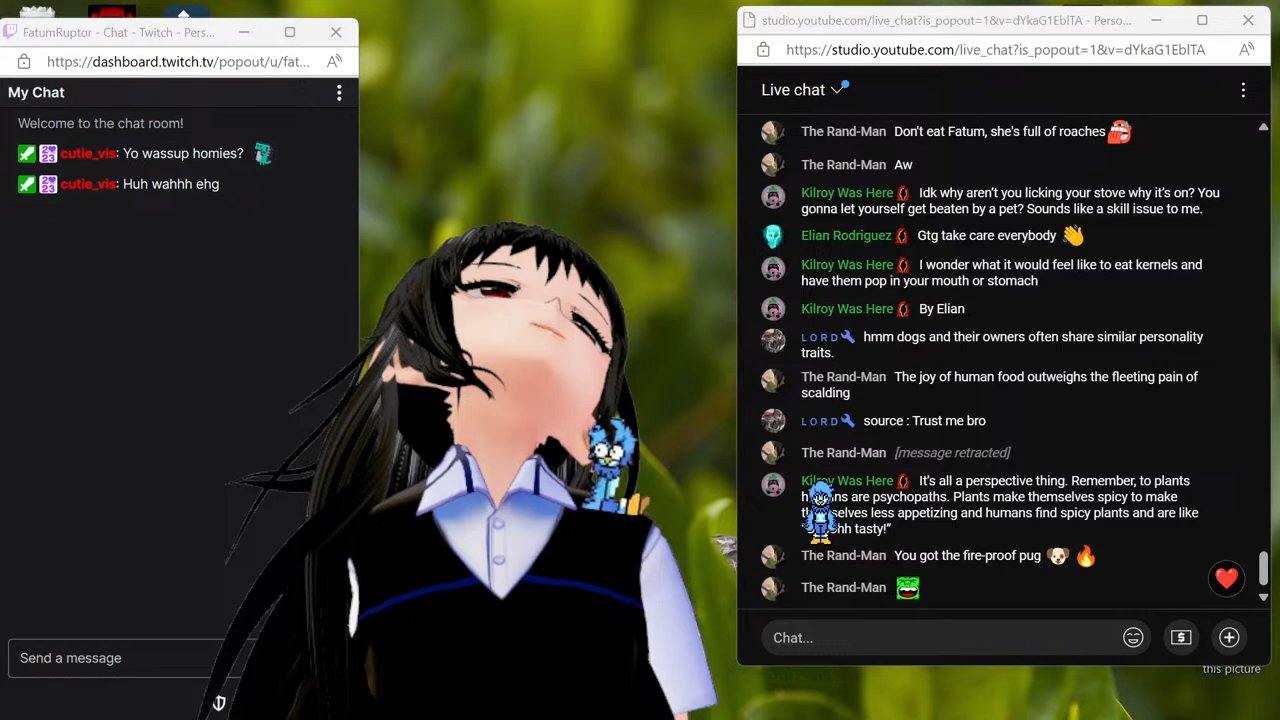 FatumRuptor - Chat - Twitch - Pers...
https://dashboard.twitch.tv/popout/u/fat...
My Chat
Welcome to the chat room!
cutie_vis: Yo wassup homies?
cutie_vis: Huh wahhh ehg
Send a message
studio.youtube.com/live_chat?is_popout=1&v=dYkaG1EblTA - Perso...
https://studio.youtube.com/live_chat?is_popout=1&v=dYkaG1EblTA
Live chat
The Rand-Man Don't eat Fatum, she's full of roaches
The Rand-Man Aw
Kilroy Was Here Idk why aren't you licking your stove why it's on? You
gonna let yourself get beaten by a pet? Sounds like a skill issue to me.
Elian Rodriguez Gtg take care everybody
Kilroy Was Here I wonder what it would feel like to eat kernels and
have them pop in your mouth or stomach
Kilroy Was Here By Elian
L O R D hmm dogs and their owners often share similar personality
traits.
The Rand-Man The joy of human food outweighs the fleeting pain of
scalding
L O R D source : Trust me bro
The Rand-Man [message retracted]
Kilroy Was Here It's all a perspective thing. Remember, to plants
are psychopaths. Plants make themselves spicy to make
less appetizing and humans find spicy plants and are like
tasty!"
The Rand-Man You got the fire-proof pug
The Rand-Man
Chat...
this picture